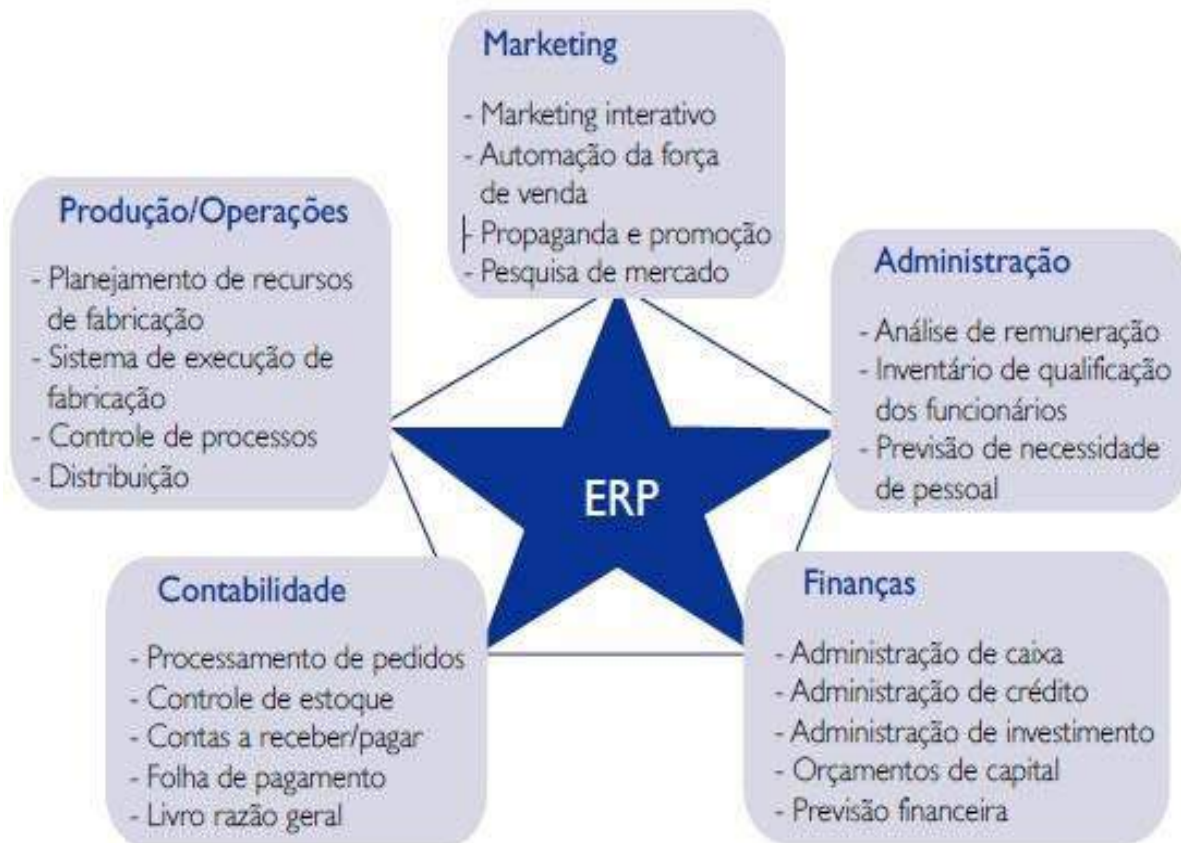 Marketing
- Marketing interativo
- Automação da força
de venda
- Propaganda e promoção
- Pesquisa de mercado
Produção/Operações
- Planejamento de recursos
de fabricação
- Sistema de execução de
fabricação
- Controle de processos
- Distribuição
Administração
- Análise de remuneração
- Inventário de qualificação
dos funcionários
- Previsão de necessidade
de pessoal
ERP
Contabilidade
- Processamento de pedidos
- Controle de estoque
- Contas a receber/pagar
- Folha de pagamento
- Livro razão geral
Finanças
- Administração de caixa
- Administração de crédito
- Administração de investimento
- Orçamentos de capital
- Previsão financeira